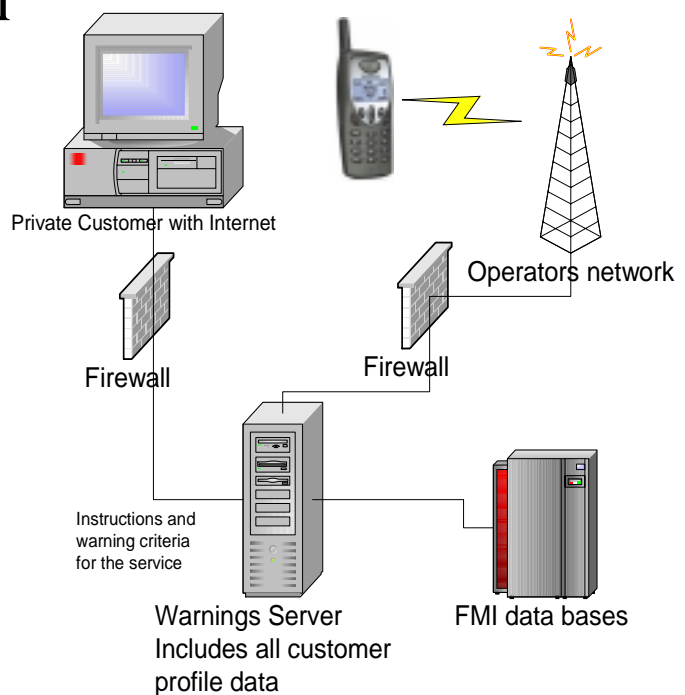 Private Customer with Internet
Operators network
Firewall
Firewall
Instructions and
warning criteria
for the service
Warnings Server
Includes all customer
profile data
FMI data bases